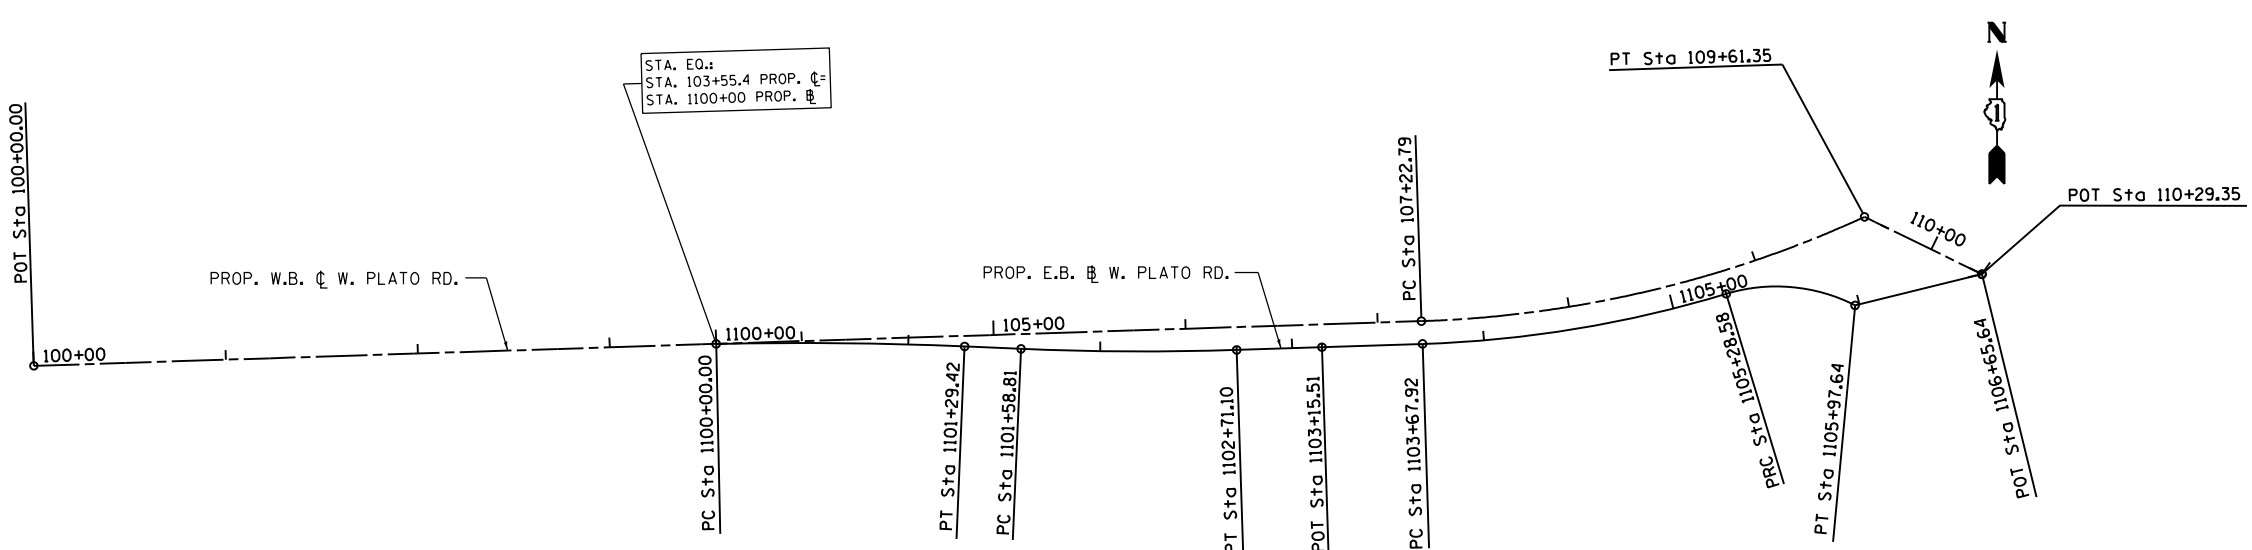 STA. EQ.:
STA. 103+55.4 PROP. ℄=
STA. 1100+00 PROP. BL
PT Sta 109+61.35
N
1
POT Sta 100+00.00
PC Sta 107+22.79
POT Sta 110+29.35
110+00
PROP. W.B. ℄ W. PLATO RD.
PROP. E.B. BL W. PLATO RD.
100+00
1100+00
105+00
1105+00
PC Sta 1100+00.00
PT Sta 1101+29.42
PC Sta 1101+58.81
PT Sta 1102+71.10
POT Sta 1103+15.51
PC Sta 1103+67.92
PRC Sta 1105+28.58
PT Sta 1105+97.64
POT Sta 1106+65.64